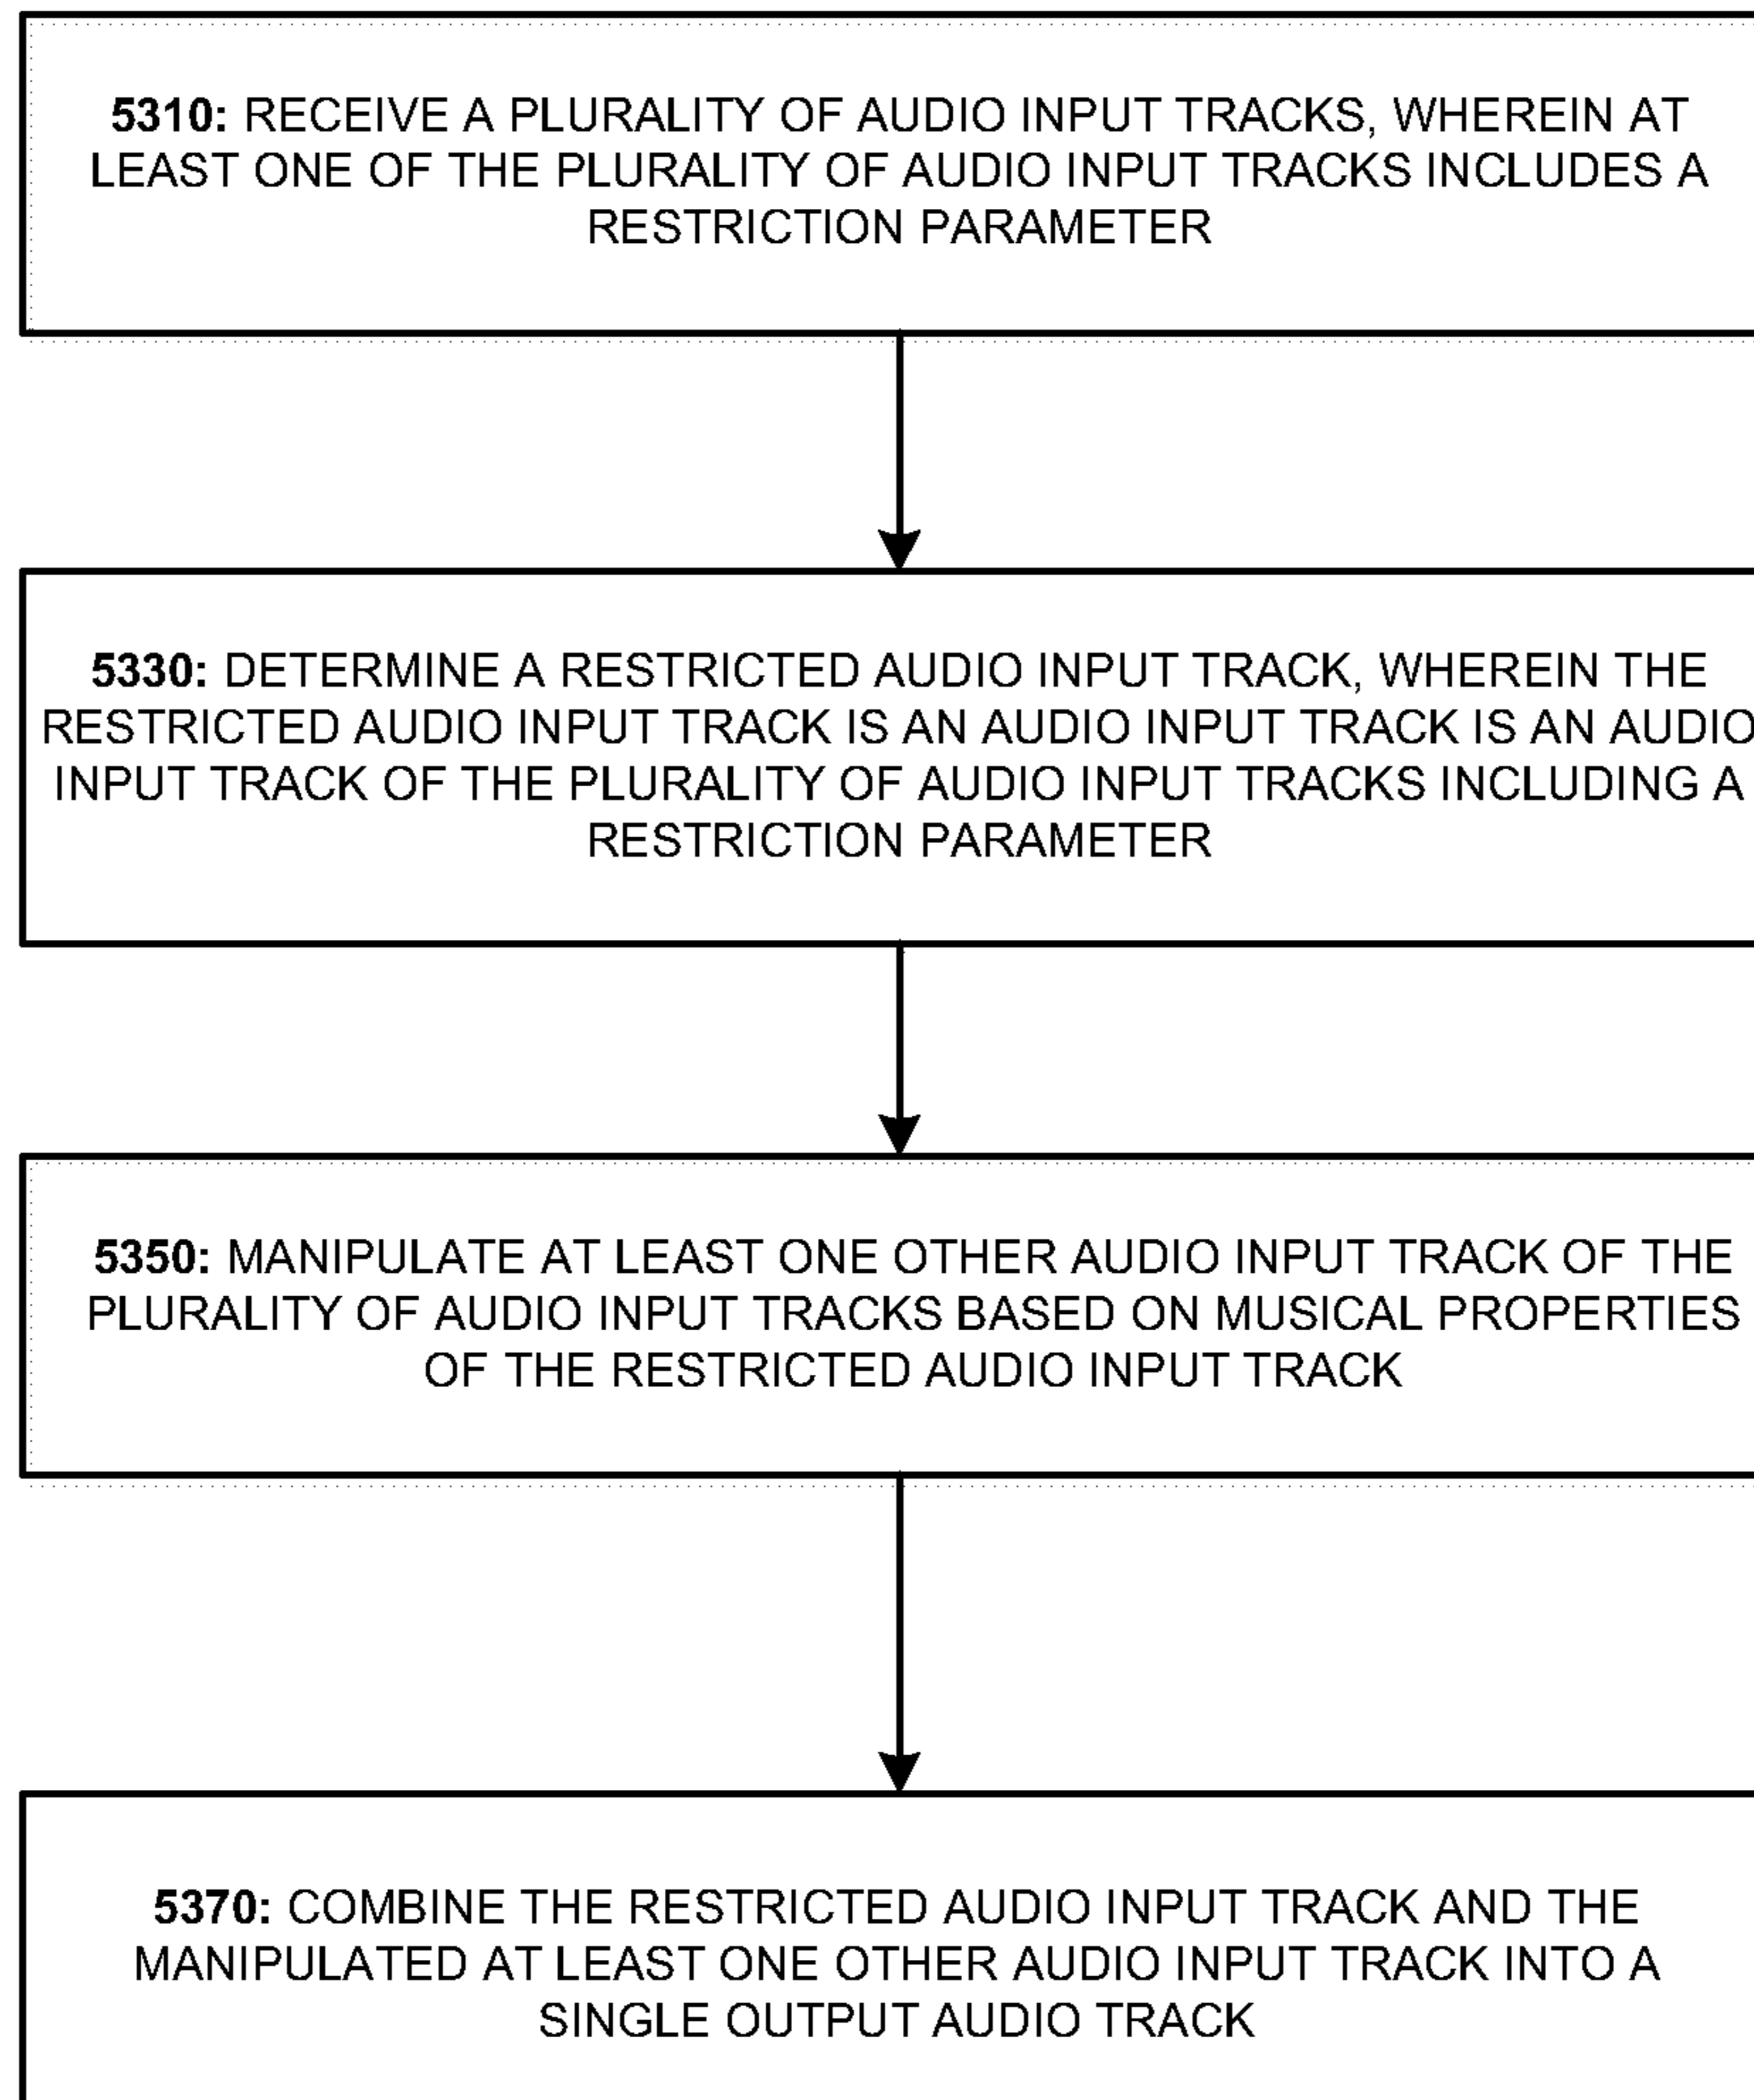 5310: RECEIVE A PLURALITY OF AUDIO INPUT TRACKS, WHEREIN AT
LEAST ONE OF THE PLURALITY OF AUDIO INPUT TRACKS INCLUDES A
RESTRICTION PARAMETER
5330: DETERMINE A RESTRICTED AUDIO INPUT TRACK, WHEREIN THE
RESTRICTED AUDIO INPUT TRACK IS AN AUDIO INPUT TRACK IS AN AUDIO
INPUT TRACK OF THE PLURALITY OF AUDIO INPUT TRACKS INCLUDING A
RESTRICTION PARAMETER
5350: MANIPULATE AT LEAST ONE OTHER AUDIO INPUT TRACK OF THE
PLURALITY OF AUDIO INPUT TRACKS BASED ON MUSICAL PROPERTIES
OF THE RESTRICTED AUDIO INPUT TRACK
5370: COMBINE THE RESTRICTED AUDIO INPUT TRACK AND THE
MANIPULATED AT LEAST ONE OTHER AUDIO INPUT TRACK INTO A
SINGLE OUTPUT AUDIO TRACK